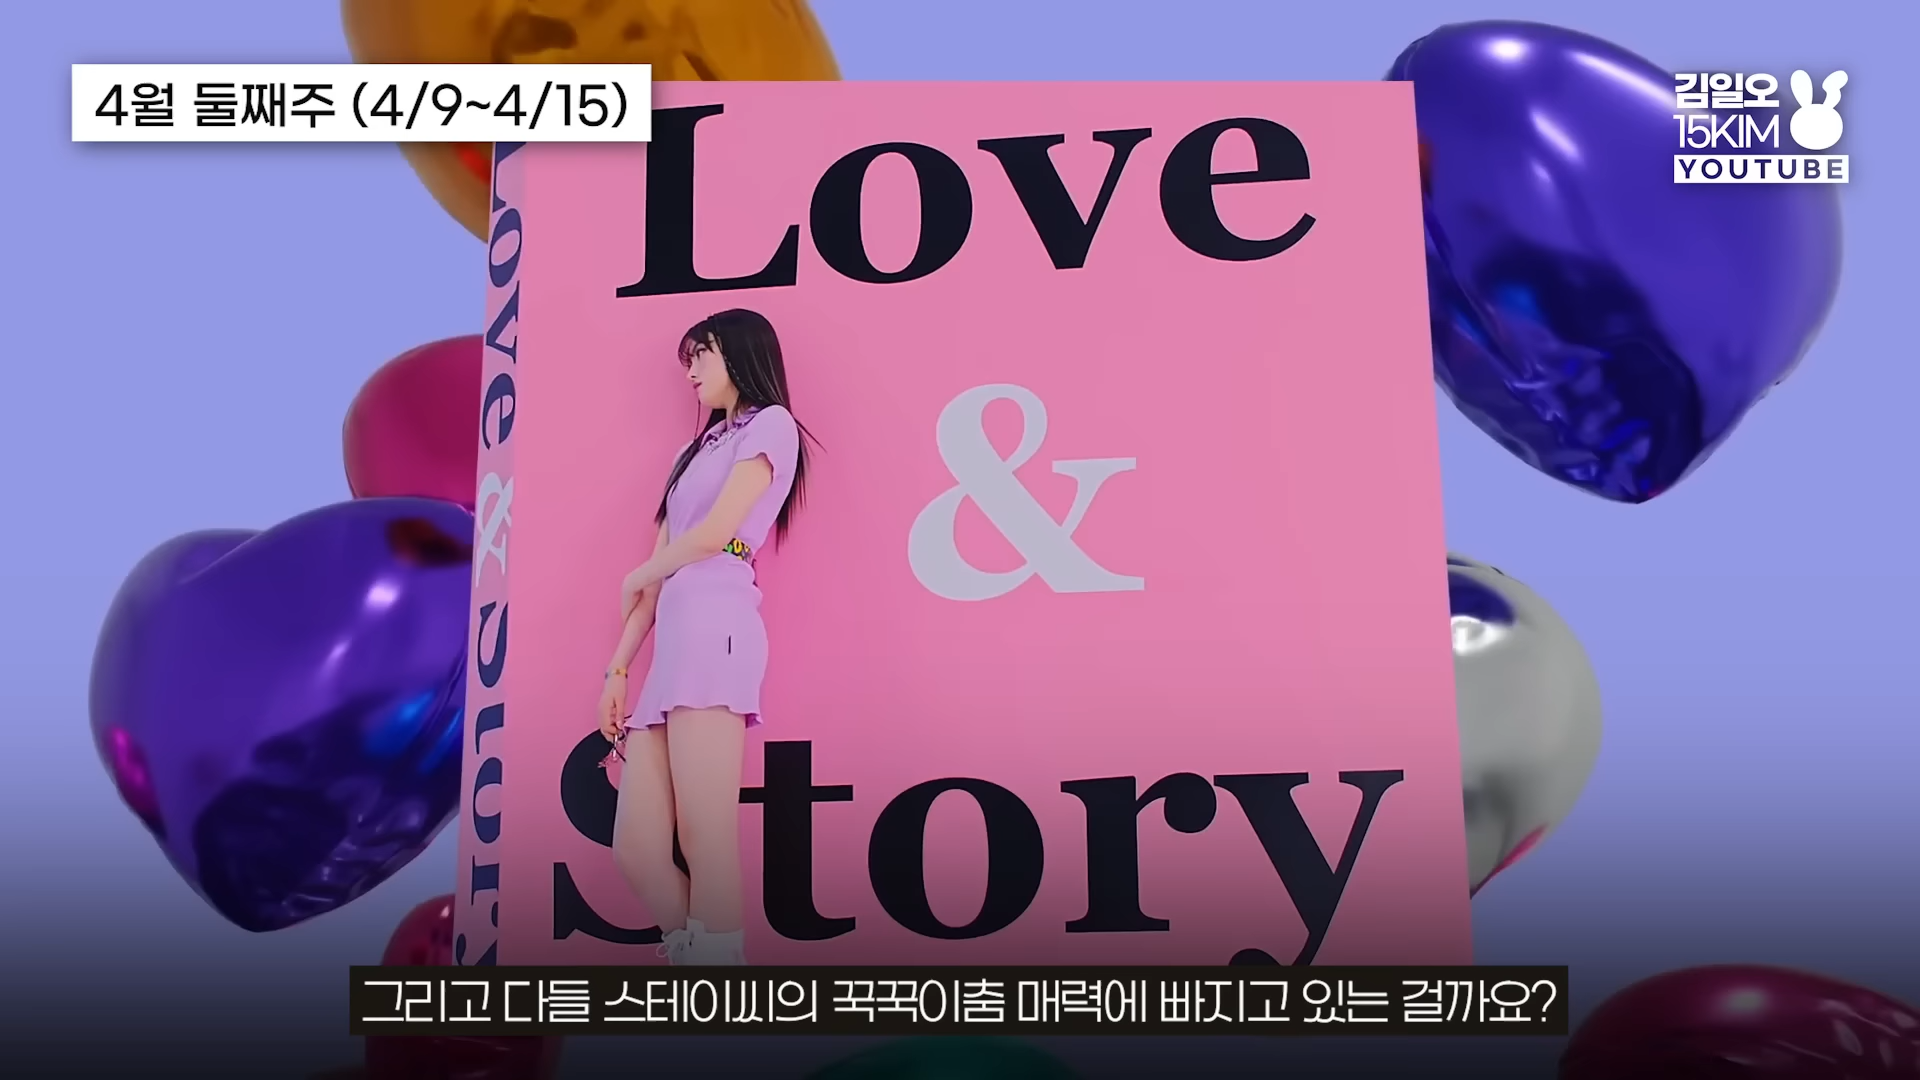 4월 둘째주 (4/9~4/15)
김일오
15KIM
YOUTUBE
Love
&
Story
Love & Story
그리고 다들 스테이씨의 꾹꾹이춤 매력에 빠지고 있는 걸까요?